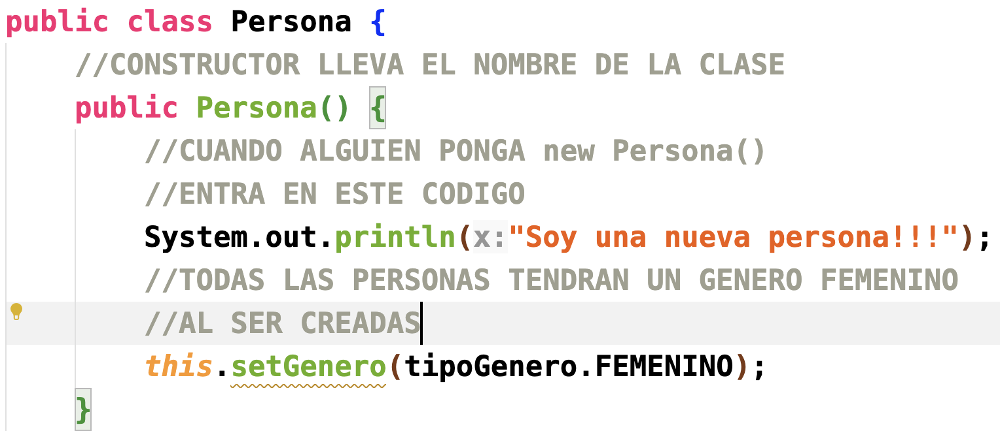 public class Persona {
//CONSTRUCTOR LLEVA EL NOMBRE DE LA CLASE
public Persona() {
//CUANDO ALGUIEN PONGA new Persona()
//ENTRA EN ESTE CODIGO
System.out.println(x:"Soy una nueva persona!!!");
//TODAS LAS PERSONAS TENDRAN UN GENERO FEMENINO
//AL SER CREADAS
this.setGenero(tipoGenero.FEMENINO);
}